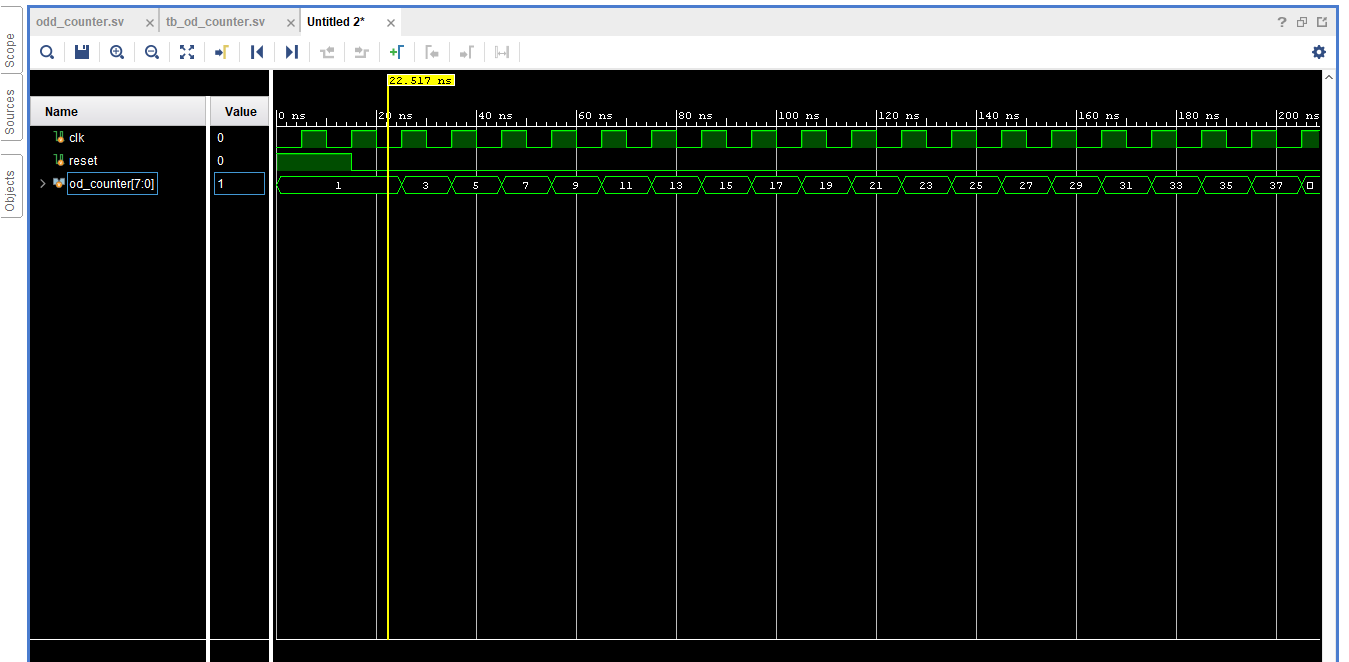 odd_counter.sv tb_od_counter.sv Untitled 2*
Scope
Sources
Objects
22.517 ns
Name Value
0 ns 20 ns 40 ns 60 ns 80 ns 100 ns 120 ns 140 ns 160 ns 180 ns 200 ns
clk 0
reset 0
od_counter[7:0] 1 1 3 5 7 9 11 13 15 17 19 21 23 25 27 29 31 33 35 37